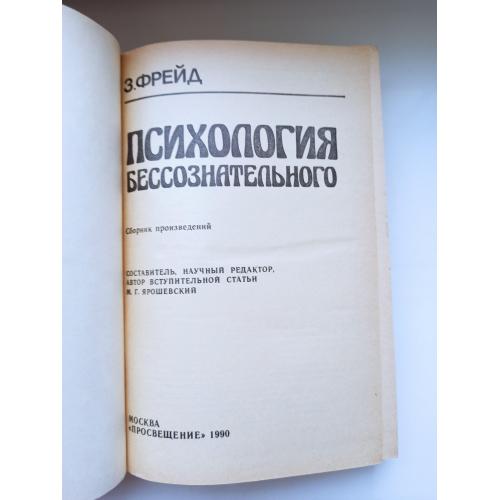 З. ФРЕЙД
ПСИХОЛОГИЯ
БЕССОЗНАТЕЛЬНОГО
Сборник произведений
СОСТАВИТЕЛЬ, НАУЧНЫЙ РЕДАКТОР,
АВТОР ВСТУПИТЕЛЬНОЙ СТАТЬИ
М. Г. ЯРОШЕВСКИЙ
МОСКВА
«ПРОСВЕЩЕНИЕ» 1990